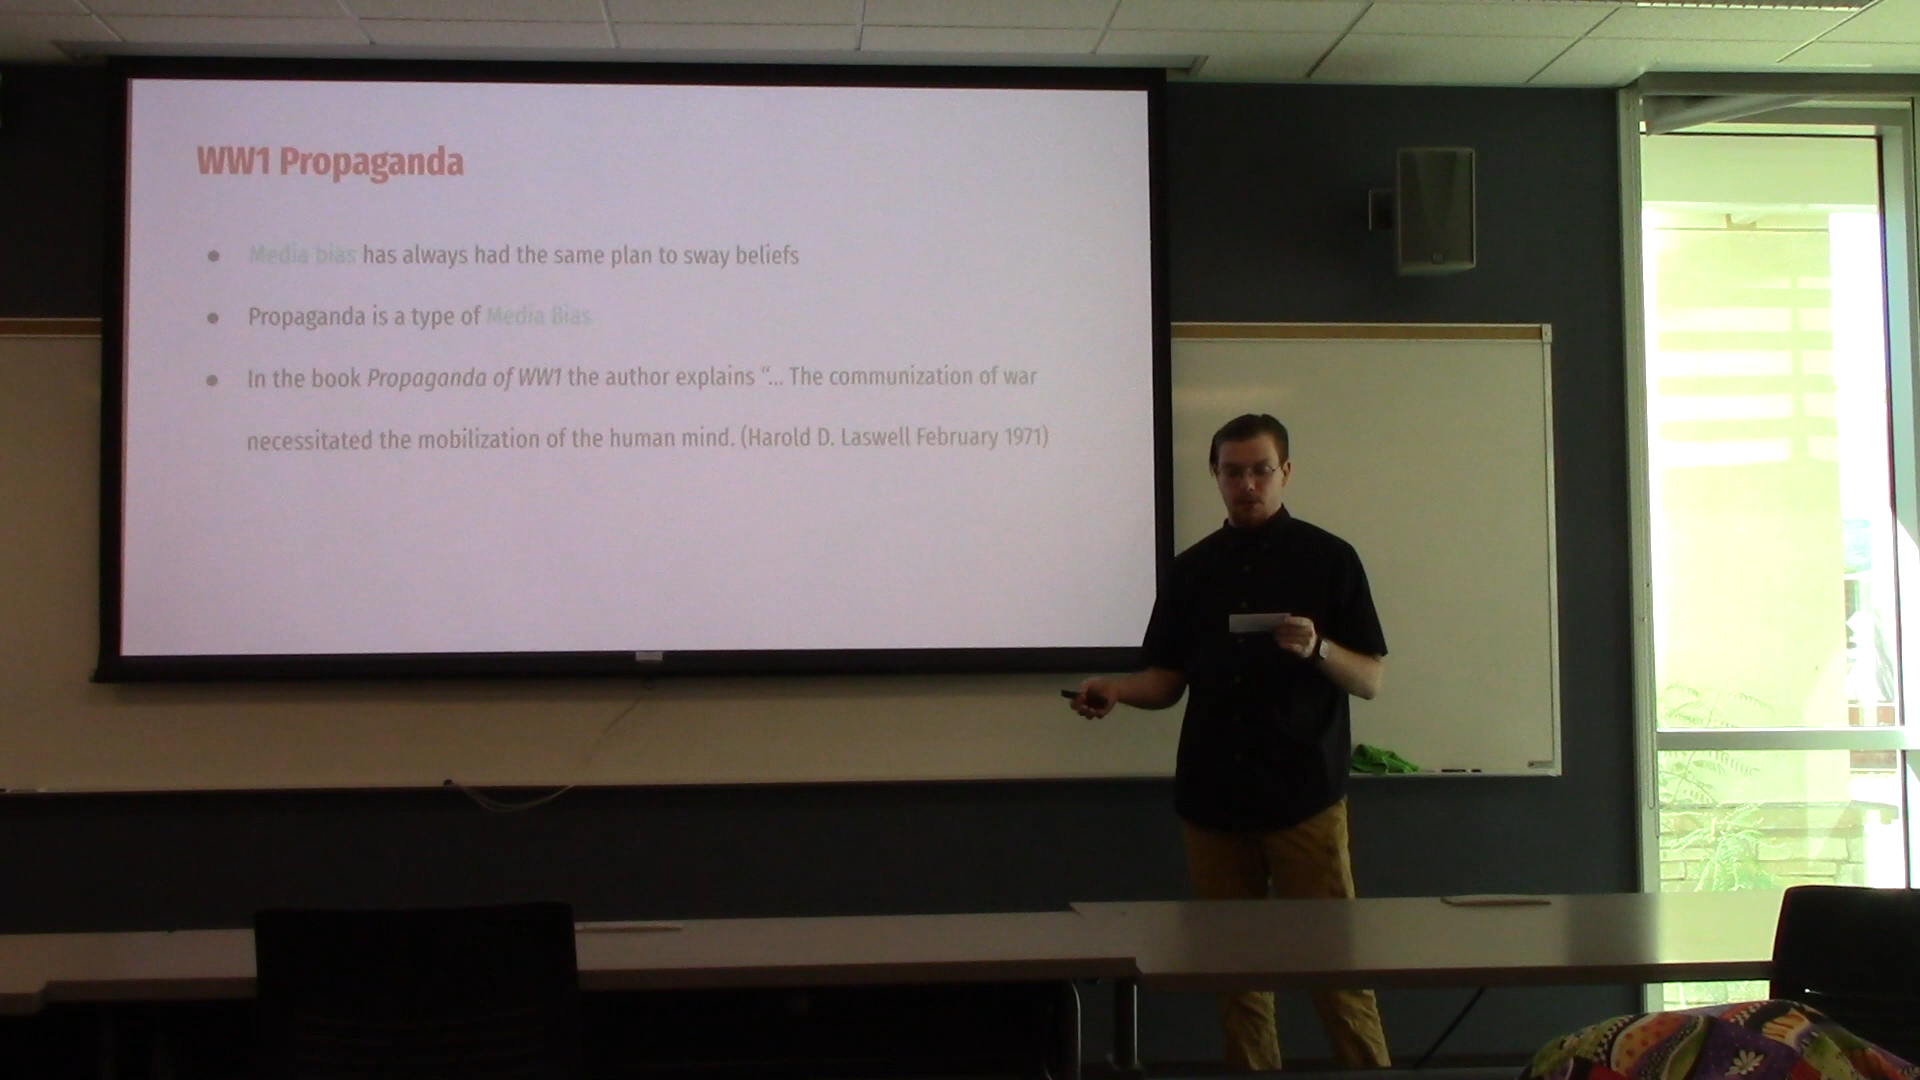 WW1 Propaganda
● Media bias has always had the same plan to sway beliefs
● Propaganda is a type of Media Bias
● In the book Propaganda of WW1 the author explains “... The communization of war
necessitated the mobilization of the human mind. (Harold D. Laswell February 1971)